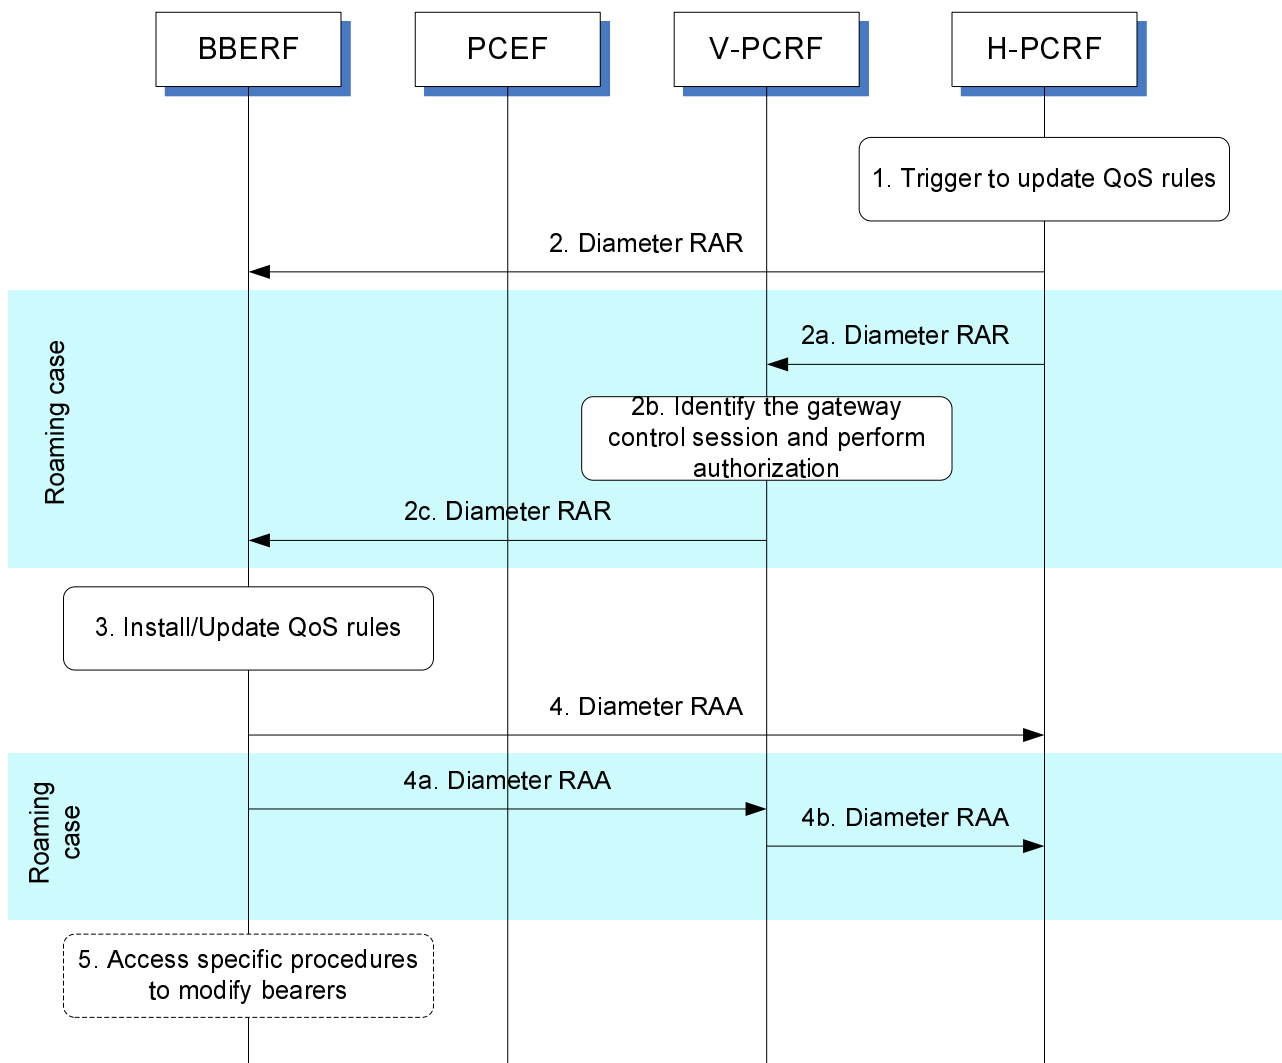 BBERF
PCEF
V-PCRF
H-PCRF
1. Trigger to update QoS rules
2. Diameter RAR
Roaming case
2a. Diameter RAR
2b. Identify the gateway
control session and perform
authorization
2c. Diameter RAR
3. Install/Update QoS rules
4. Diameter RAA
Roaming
case
4a. Diameter RAA
4b. Diameter RAA
5. Access specific procedures
to modify bearers